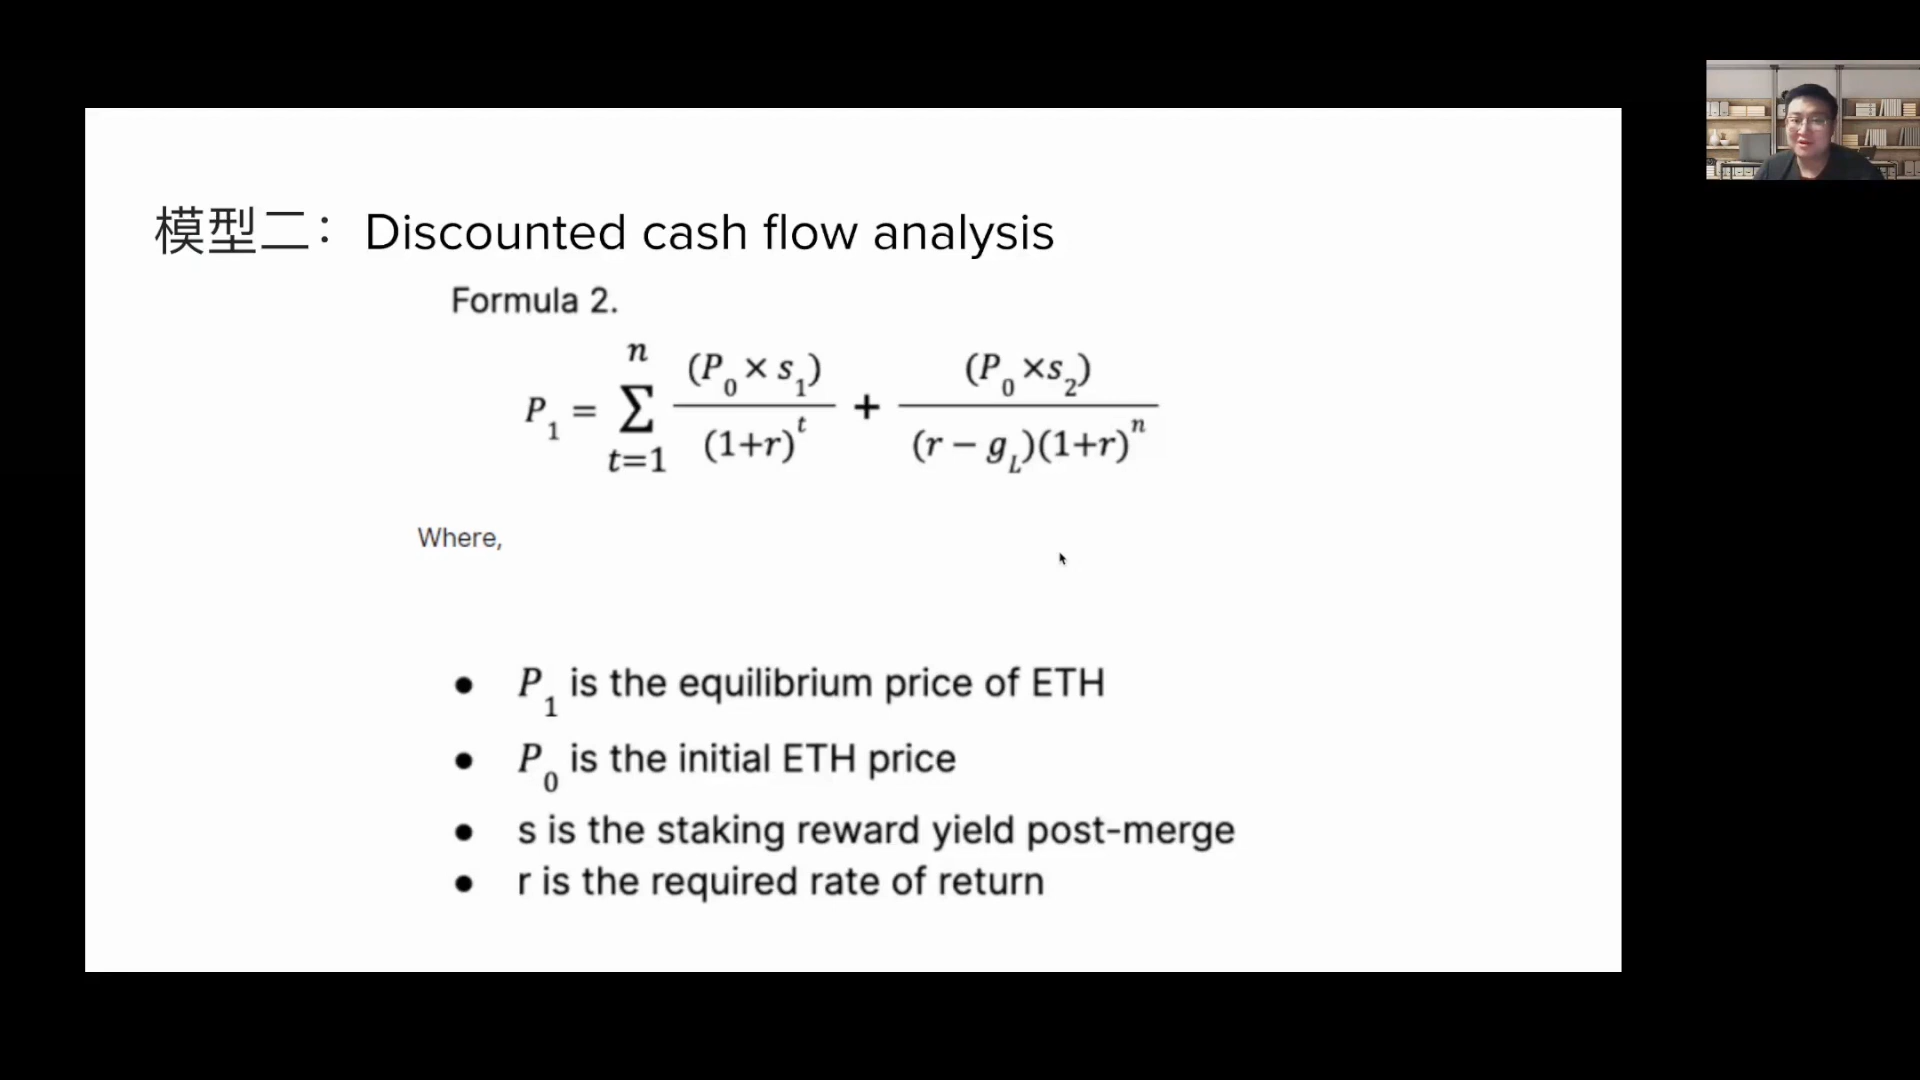 模型二：Discounted cash flow analysis
Formula 2.
P₁ = Σ_{t=1}^{n} (P₀ × s₁) / (1+r)^t + (P₀ ×s₂) / ((r − g_L)(1+r)^n)
Where,
● P₁ is the equilibrium price of ETH
● P₀ is the initial ETH price
● s is the staking reward yield post-merge
● r is the required rate of return